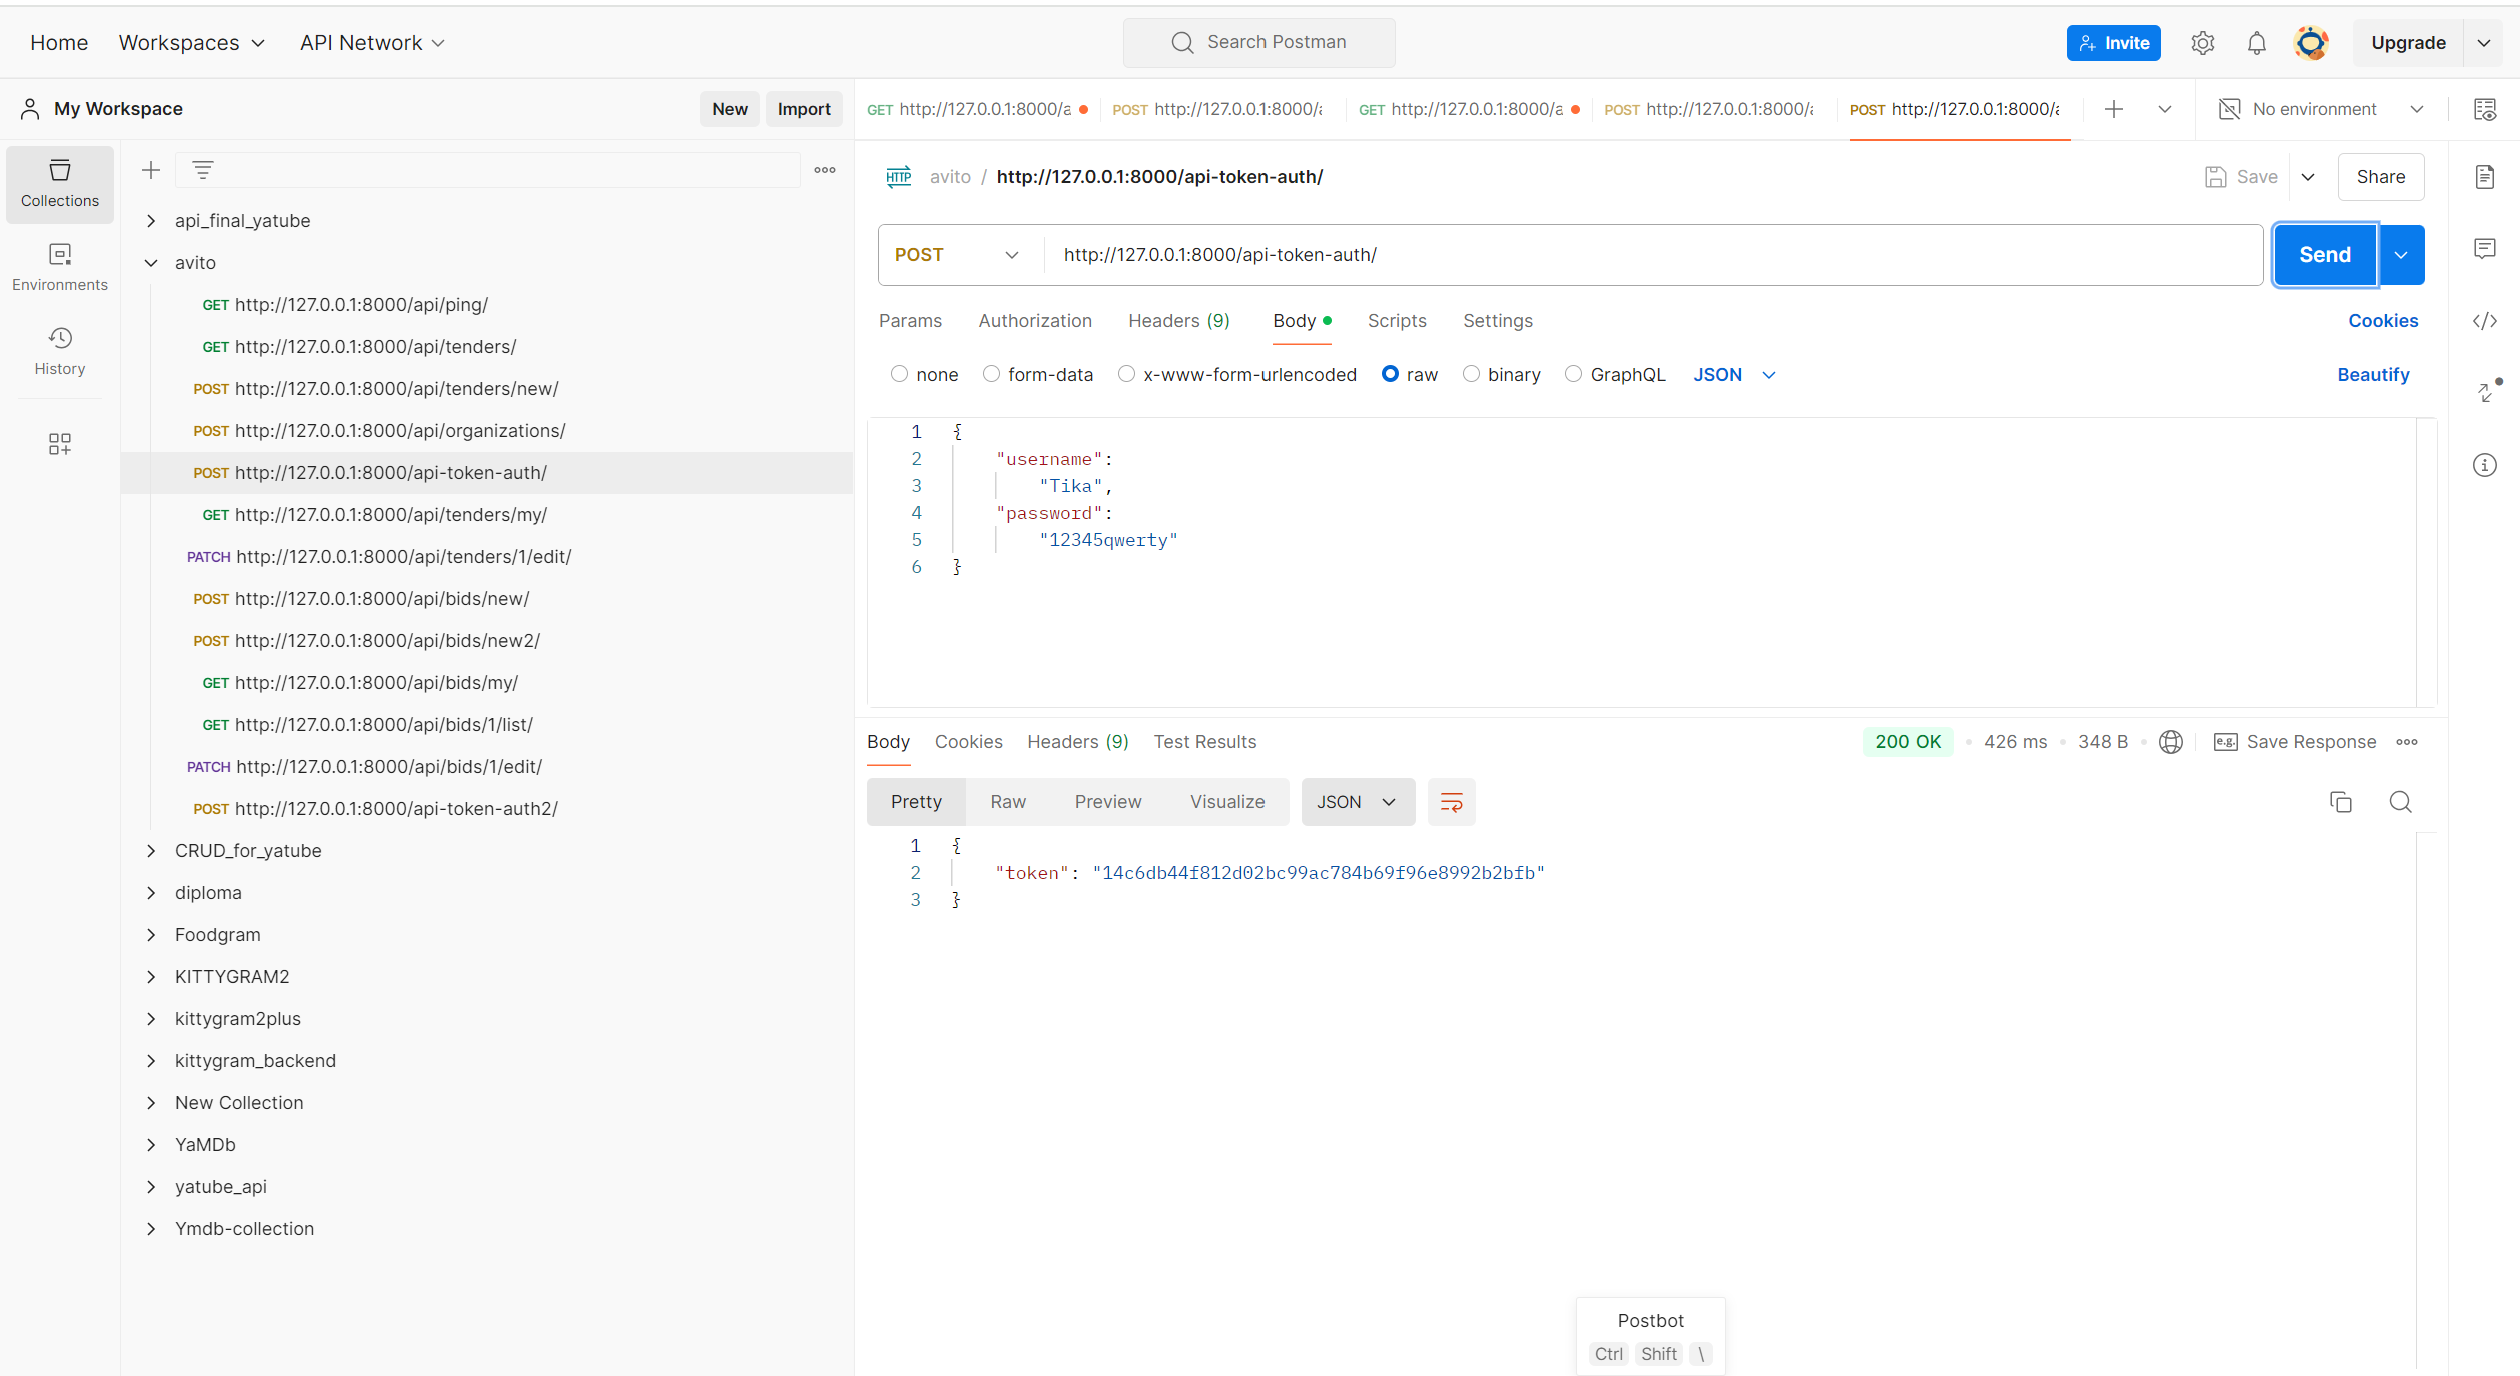 Home Workspaces API Network Search Postman Invite Upgrade
My Workspace New Import GET http://127.0.0.1:8000/a POST http://127.0.0.1:8000/a GET http://127.0.0.1:8000/a POST http://127.0.0.1:8000/a POST http://127.0.0.1:8000/a No environment
Collections
Environments
History
api_final_yatube
avito
GET http://127.0.0.1:8000/api/ping/
GET http://127.0.0.1:8000/api/tenders/
POST http://127.0.0.1:8000/api/tenders/new/
POST http://127.0.0.1:8000/api/organizations/
POST http://127.0.0.1:8000/api-token-auth/
GET http://127.0.0.1:8000/api/tenders/my/
PATCH http://127.0.0.1:8000/api/tenders/1/edit/
POST http://127.0.0.1:8000/api/bids/new/
POST http://127.0.0.1:8000/api/bids/new2/
GET http://127.0.0.1:8000/api/bids/my/
GET http://127.0.0.1:8000/api/bids/1/list/
PATCH http://127.0.0.1:8000/api/bids/1/edit/
POST http://127.0.0.1:8000/api-token-auth2/
CRUD_for_yatube
diploma
Foodgram
KITTYGRAM2
kittygram2plus
kittygram_backend
New Collection
YaMDb
yatube_api
Ymdb-collection
HTTP avito / http://127.0.0.1:8000/api-token-auth/ Save Share
POST http://127.0.0.1:8000/api-token-auth/ Send
Params Authorization Headers (9) Body Scripts Settings Cookies
none form-data x-www-form-urlencoded raw binary GraphQL JSON Beautify
1 {
2 "username":
3 "Tika",
4 "password":
5 "12345qwerty"
6 }
Body Cookies Headers (9) Test Results 200 OK 426 ms 348 B e.g. Save Response
Pretty Raw Preview Visualize JSON
1 {
2 "token": "14c6db44f812d02bc99ac784b69f96e8992b2bfb"
3 }
Postbot
Ctrl Shift \